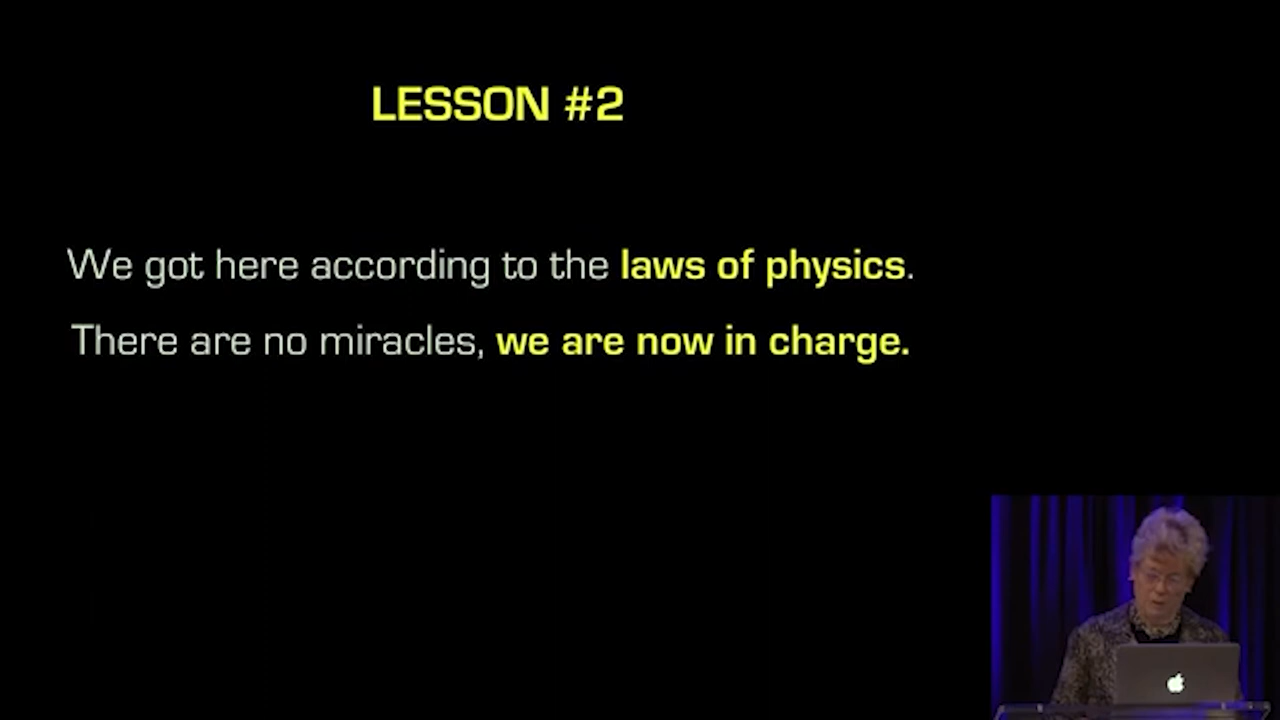 LESSON #2
We got here according to the laws of physics.
There are no miracles, we are now in charge.